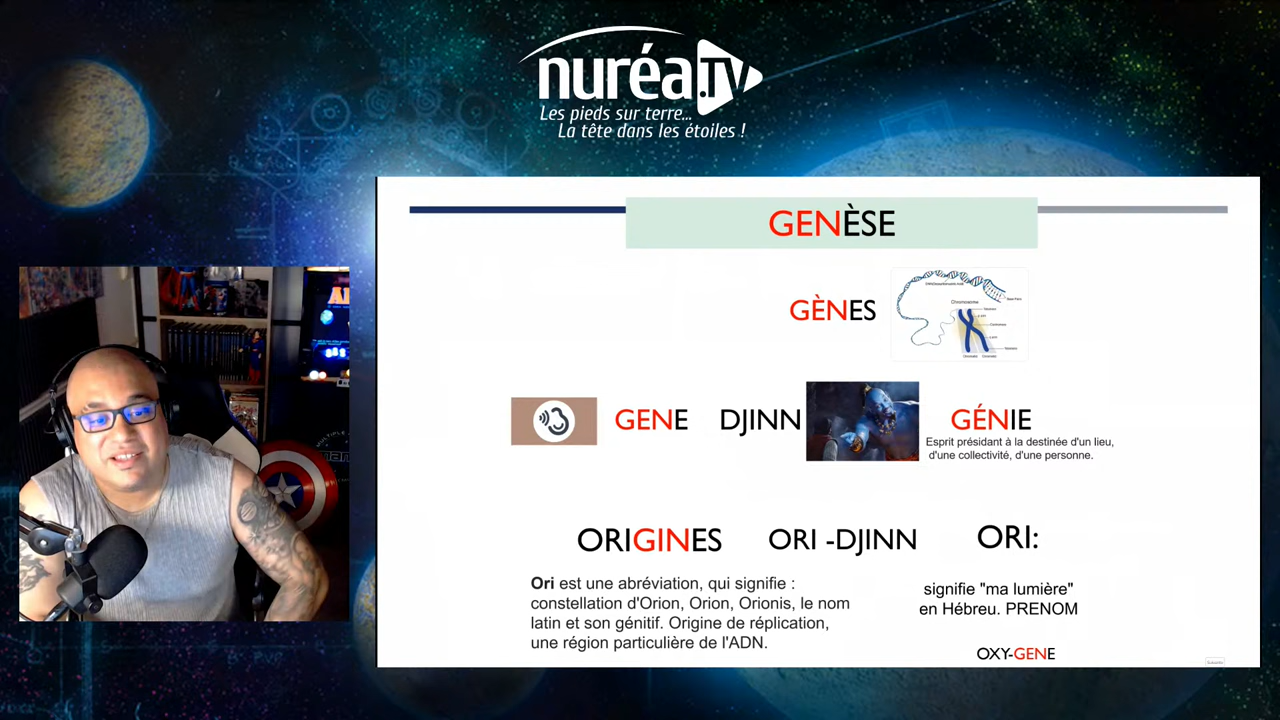 nuréa.TV
Les pieds sur terre...
La tête dans les étoiles !
GENÈSE
GÈNES
Chromosome
GENE
DJINN
GÉNIE
Esprit présidant à la destinée d'un lieu,
d'une collectivité, d'une personne.
ORIGINES
ORI -DJINN
ORI:
Ori est une abréviation, qui signifie :
constellation d'Orion, Orion, Orionis, le nom
latin et son génitif. Origine de réplication,
une région particulière de l'ADN.
signifie "ma lumière"
en Hébreu. PRENOM
OXY-GENE